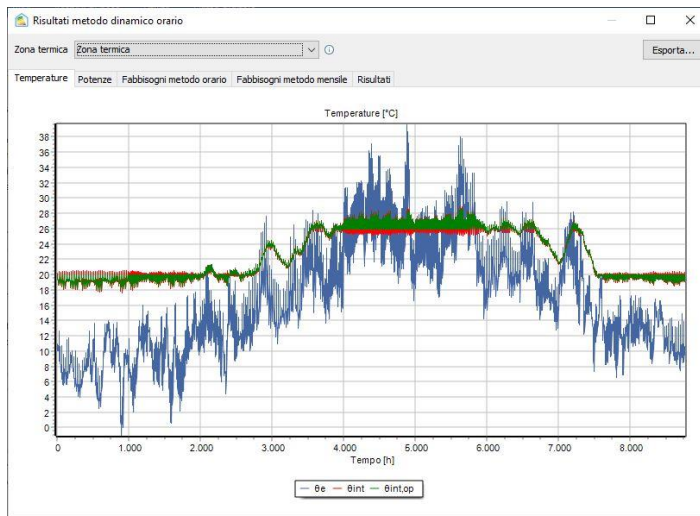 Risultati metodo dinamico orario
Zona termica Zona termica Esporta...
Temperature Potenze Fabbisogni metodo orario Fabbisogni metodo mensile Risultati
Temperature [°C]
38
36
34
32
30
28
26
24
22
20
18
16
14
12
10
8
6
4
2
0
0 1.000 2.000 3.000 4.000 5.000 6.000 7.000 8.000
Tempo [h]
θe θint θint,op